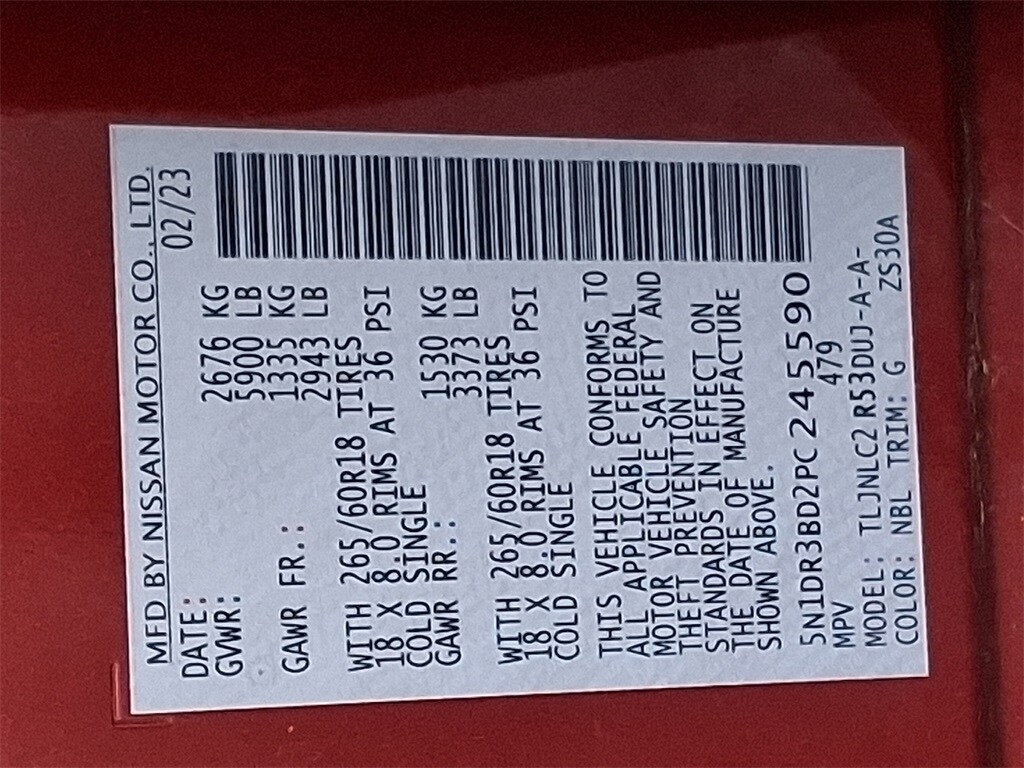 MFD BY NISSAN MOTOR CO., LTD.
DATE: 02/23
GVWR: 2676 KG
5900 LB
GAWR FR.: 1335 KG
2943 LB
WITH 265/60R18 TIRES
18 X 8.0 RIMS AT 36 PSI
COLD SINGLE
GAWR RR.: 1530 KG
3373 LB
WITH 265/60R18 TIRES
18 X 8.0 RIMS AT 36 PSI
COLD SINGLE
THIS VEHICLE CONFORMS TO
ALL APPLICABLE FEDERAL
MOTOR VEHICLE SAFETY AND
THEFT PREVENTION
STANDARDS IN EFFECT ON
THE DATE OF MANUFACTURE
SHOWN ABOVE.
5N1DR3BD2PC245590
MPV 479
MODEL: TLJNLC2 R53DUJ-A-A-
COLOR: NBL TRIM: G ZS30A